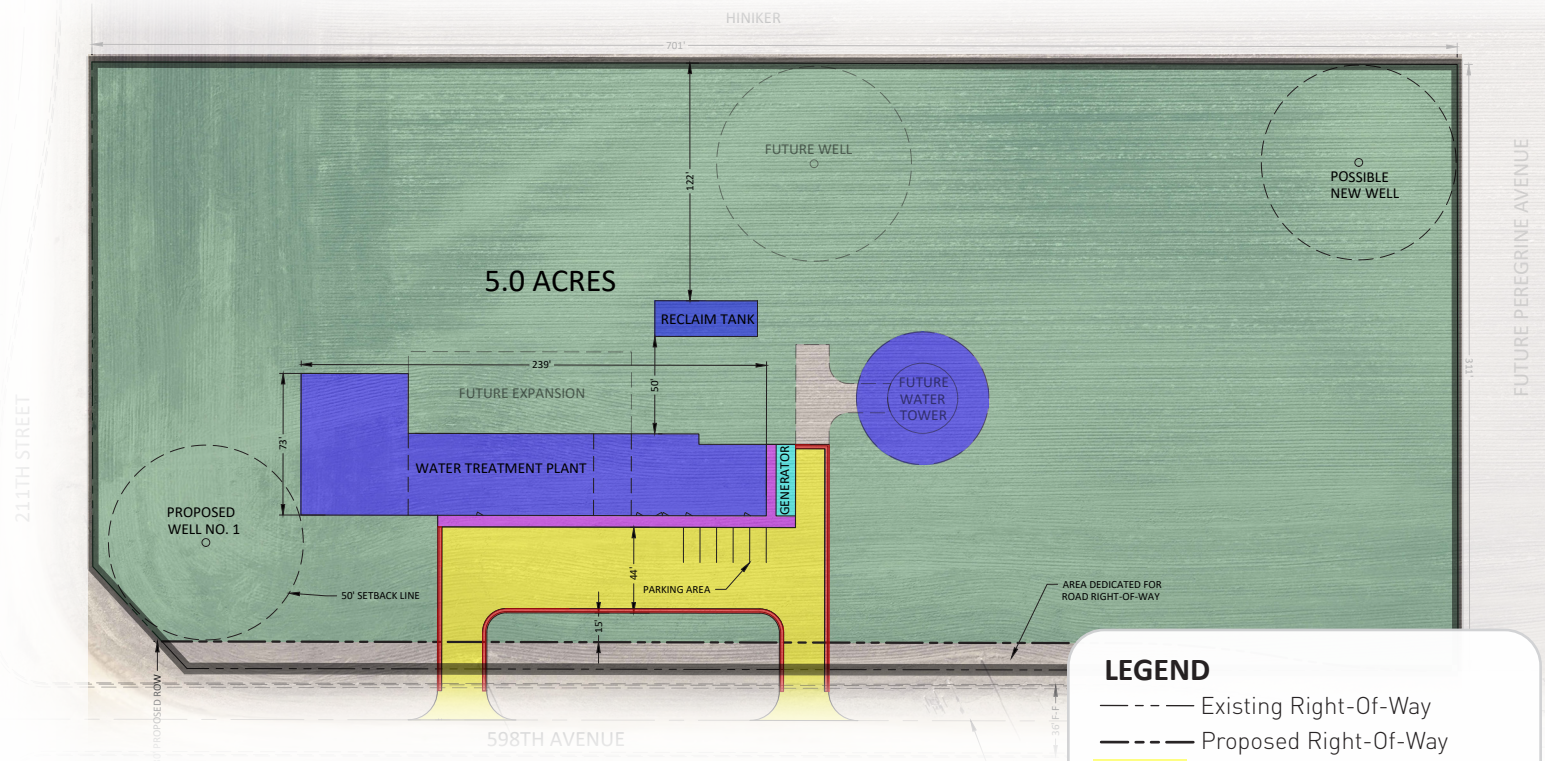 HINIKER
701'
FUTURE WELL
122'
POSSIBLE
NEW WELL
FUTURE PEREGRINE AVENUE
5.0 ACRES
RECLAIM TANK
239'
50'
FUTURE EXPANSION
FUTURE
WATER
TOWER
311'
211TH STREET
73'
WATER TREATMENT PLANT
GENERATOR
PROPOSED
WELL NO. 1
44'
PARKING AREA
50' SETBACK LINE
AREA DEDICATED FOR
ROAD RIGHT-OF-WAY
15'
PROPOSED ROW
36' F-F
598TH AVENUE
LEGEND
Existing Right-Of-Way
Proposed Right-Of-Way